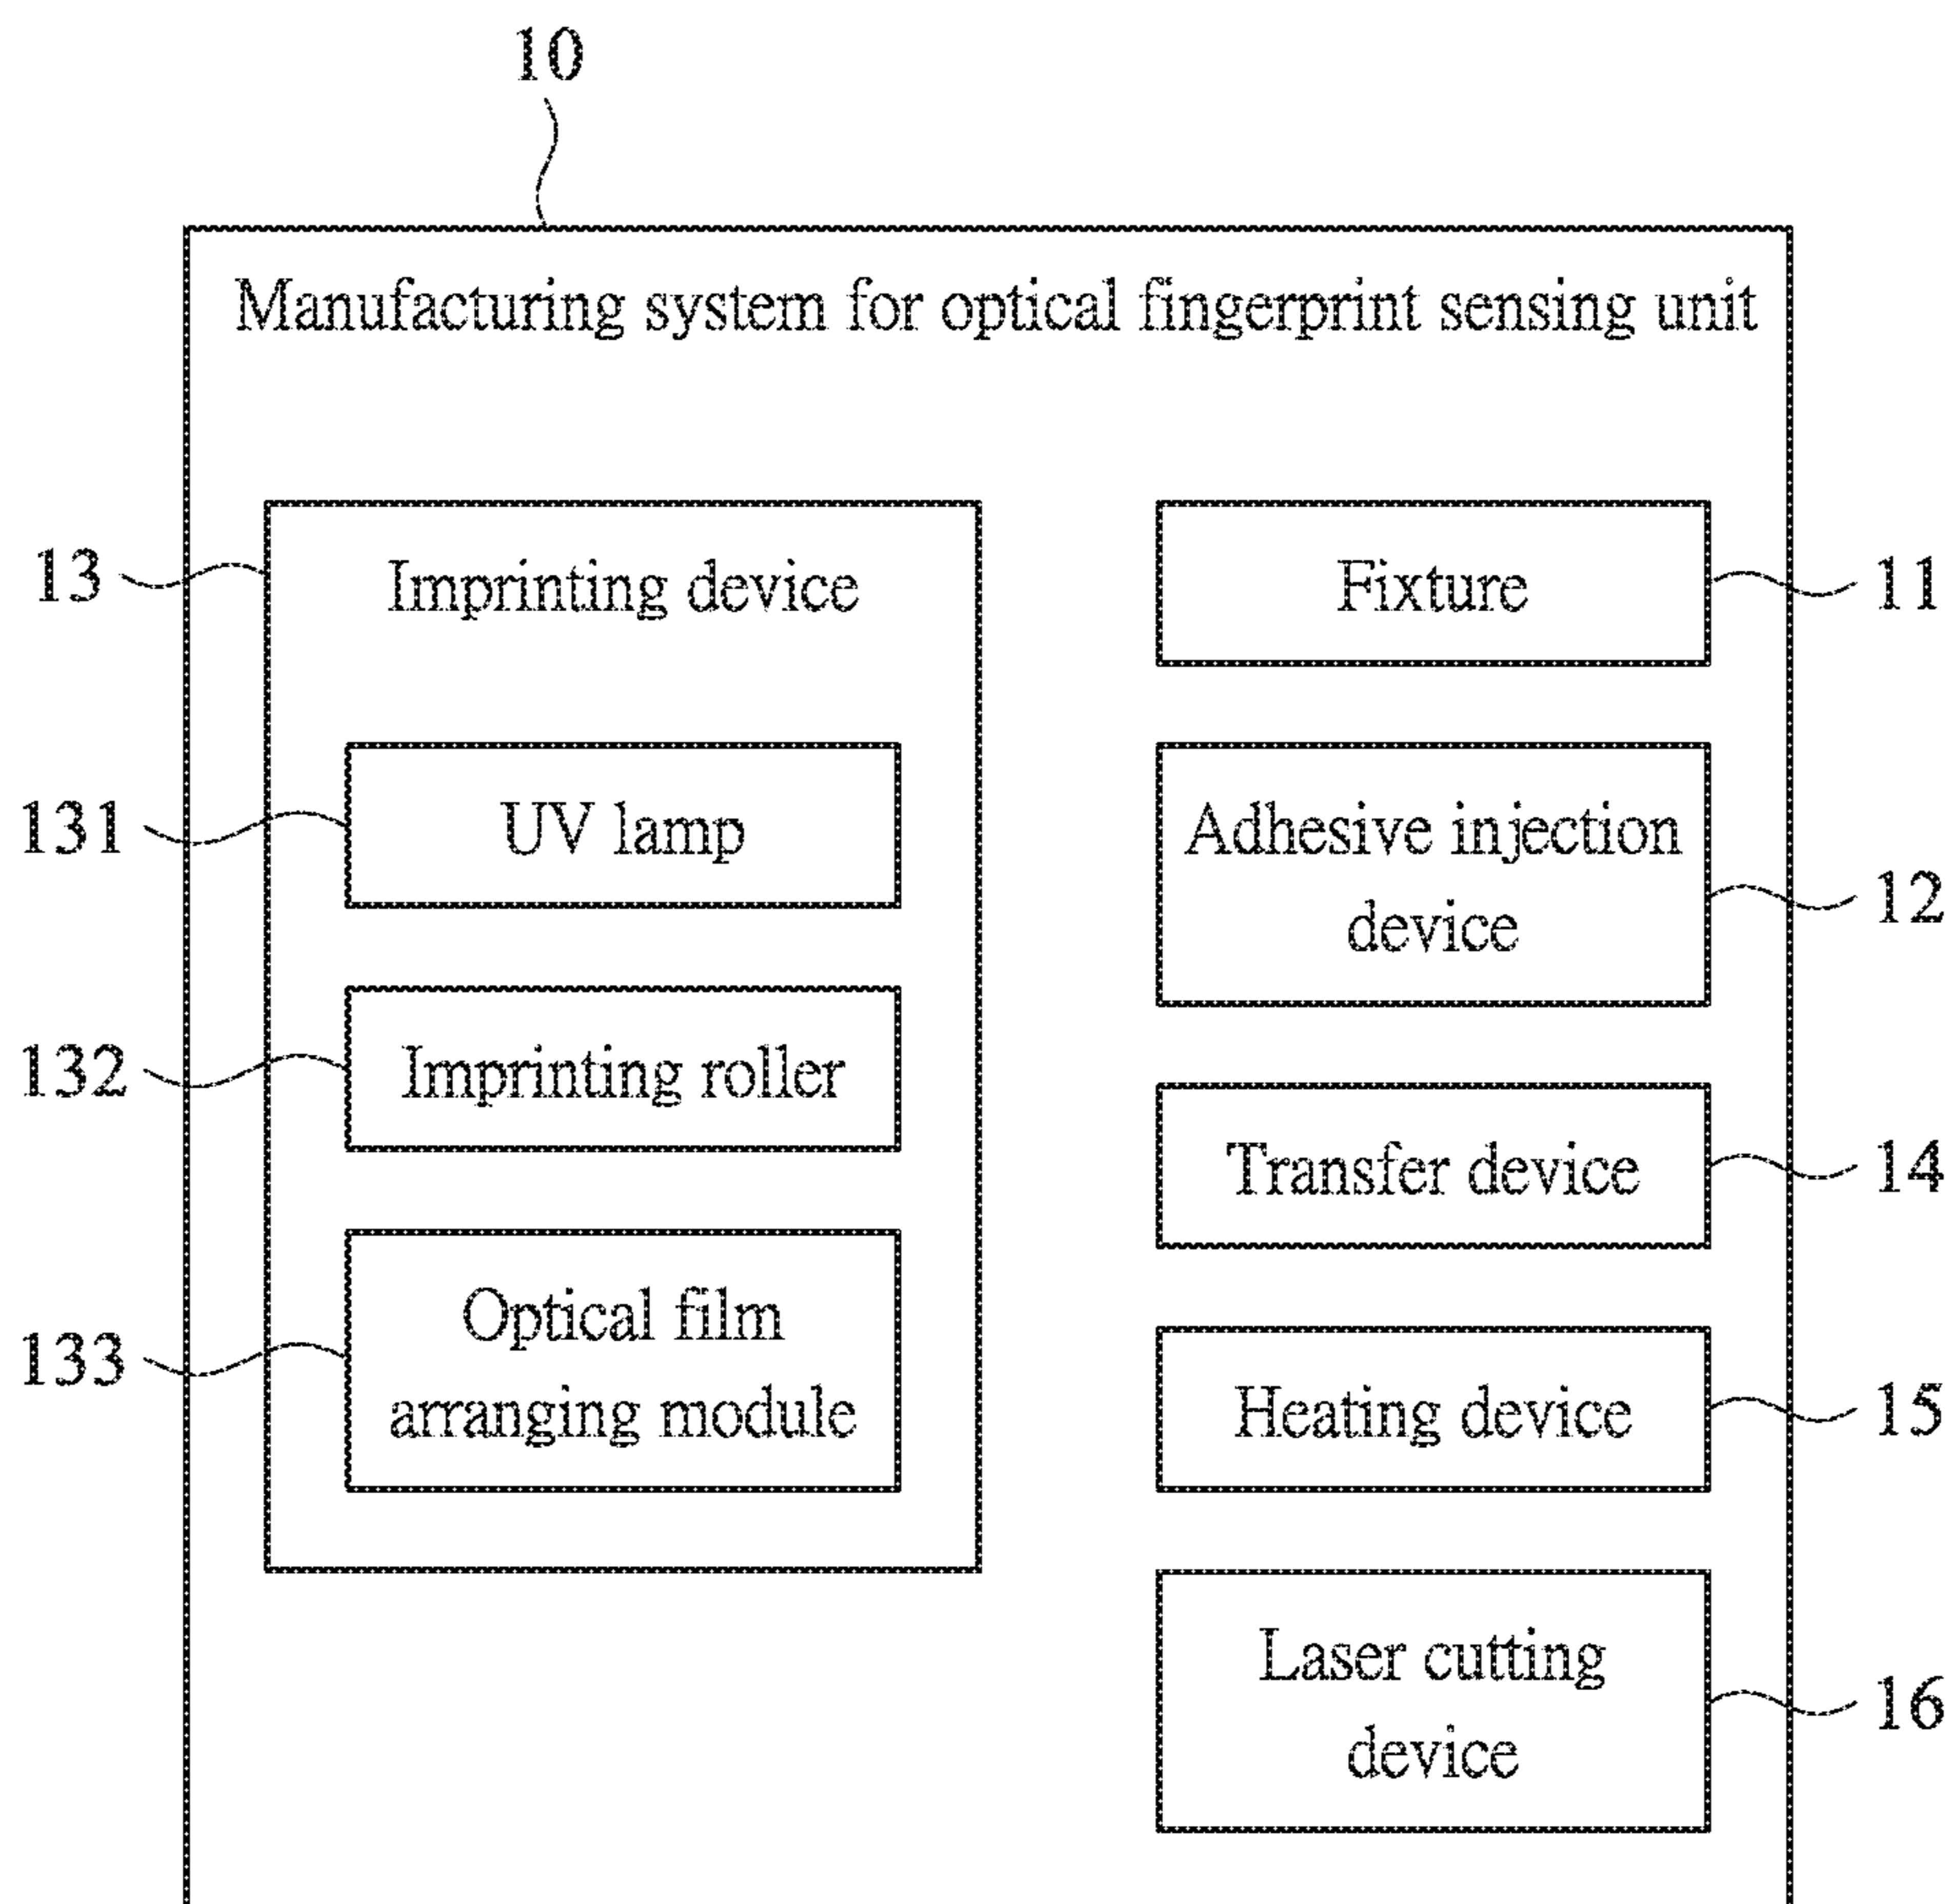 10
Manufacturing system for optical fingerprint sensing unit
13
Imprinting device
131
UV lamp
132
Imprinting roller
133
Optical film
arranging module
Fixture
11
Adhesive injection
device
12
Transfer device
14
Heating device
15
Laser cutting
device
16